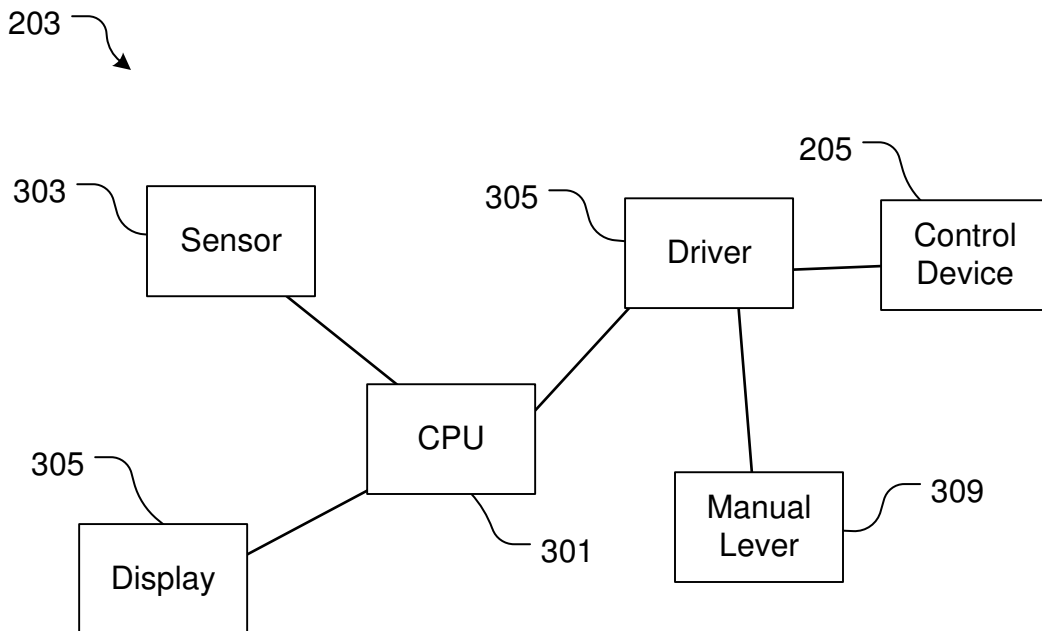 203
205
303
Sensor
305
Driver
Control
Device
CPU
305
Display
301
Manual
Lever
309